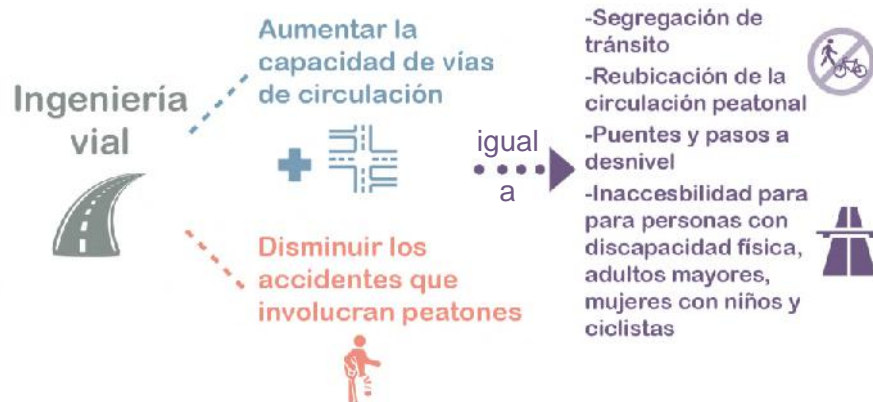 Ingeniería
vial
Aumentar la
capacidad de vías
de circulación
Disminuir los
accidentes que
involucran peatones
igual
a
-Segregación de
tránsito
-Reubicación de la
circulación peatonal
-Puentes y pasos a
desnivel
-Inaccesbilidad para
para personas con
discapacidad física,
adultos mayores,
mujeres con niños y
ciclistas